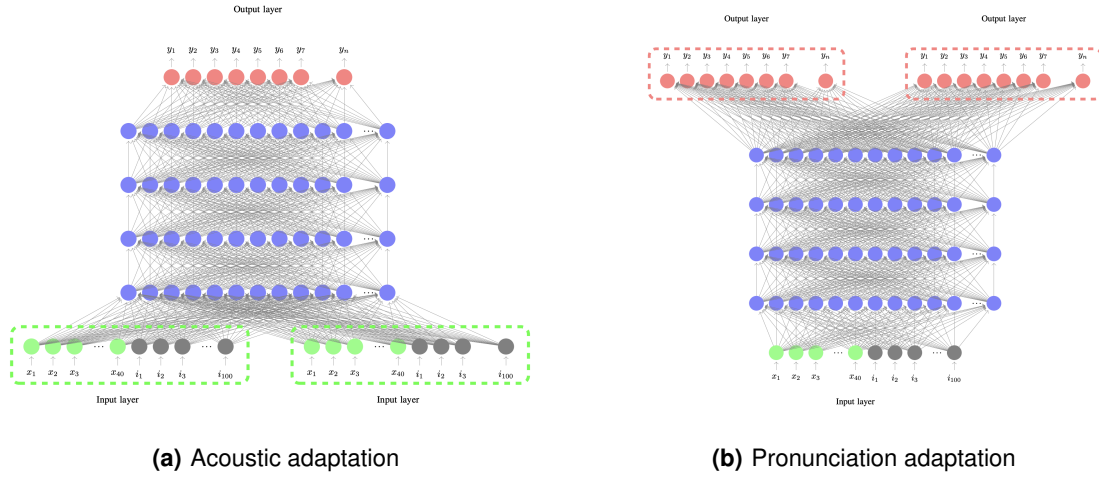 Output layer
y₁ y₂ y₃ y₄ y₅ y₆ y₇ yₙ
...
...
...
...
... ...
x₁ x₂ x₃ x₄₀ i₁ i₂ i₃ i₁₀₀
Input layer
... ...
x₁ x₂ x₃ x₄₀ i₁ i₂ i₃ i₁₀₀
Input layer
(a) Acoustic adaptation
Output layer
y₁ y₂ y₃ y₄ y₅ y₆ y₇ yₙ
Output layer
y₁ y₂ y₃ y₄ y₅ y₆ y₇ yₙ
...
...
...
...
... ...
x₁ x₂ x₃ x₄₀ i₁ i₂ i₃ i₁₀₀
Input layer
(b) Pronunciation adaptation